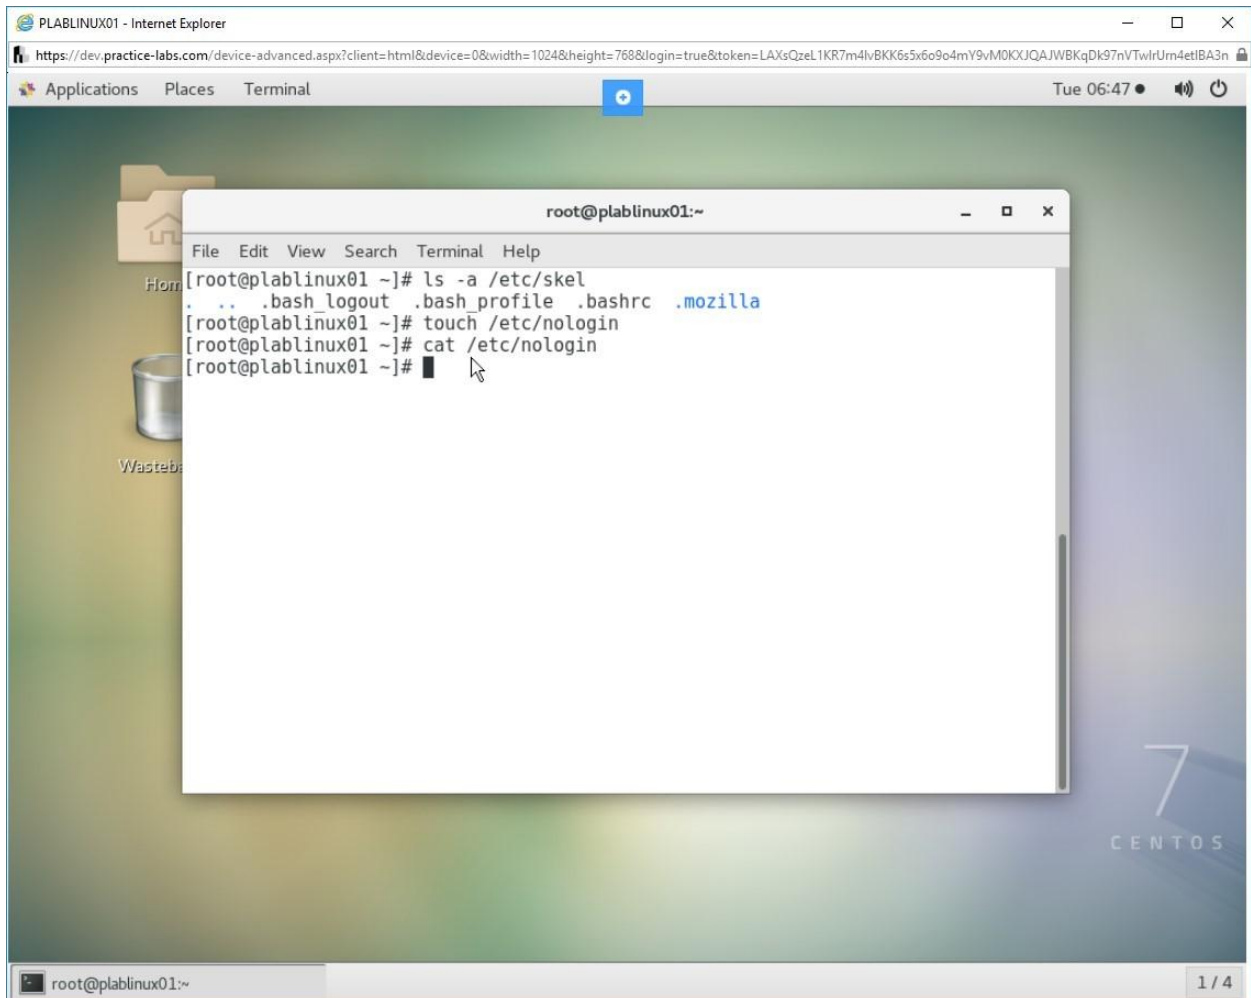 PLABLINUX01 - Internet Explorer
https://dev.practice-labs.com/device-advanced.aspx?client=html&device=0&width=1024&height=768&login=true&token=
Applications Places Terminal Tue 06:47
root@plablinux01:~
File Edit View Search Terminal Help
[root@plablinux01 ~]# ls -a /etc/skel
. .. .bash_logout .bash_profile .bashrc .mozilla
[root@plablinux01 ~]# touch /etc/nologin
[root@plablinux01 ~]# cat /etc/nologin
[root@plablinux01 ~]#
Hom
Wasteb
7
CENTOS
root@plablinux01:~ 1 / 4